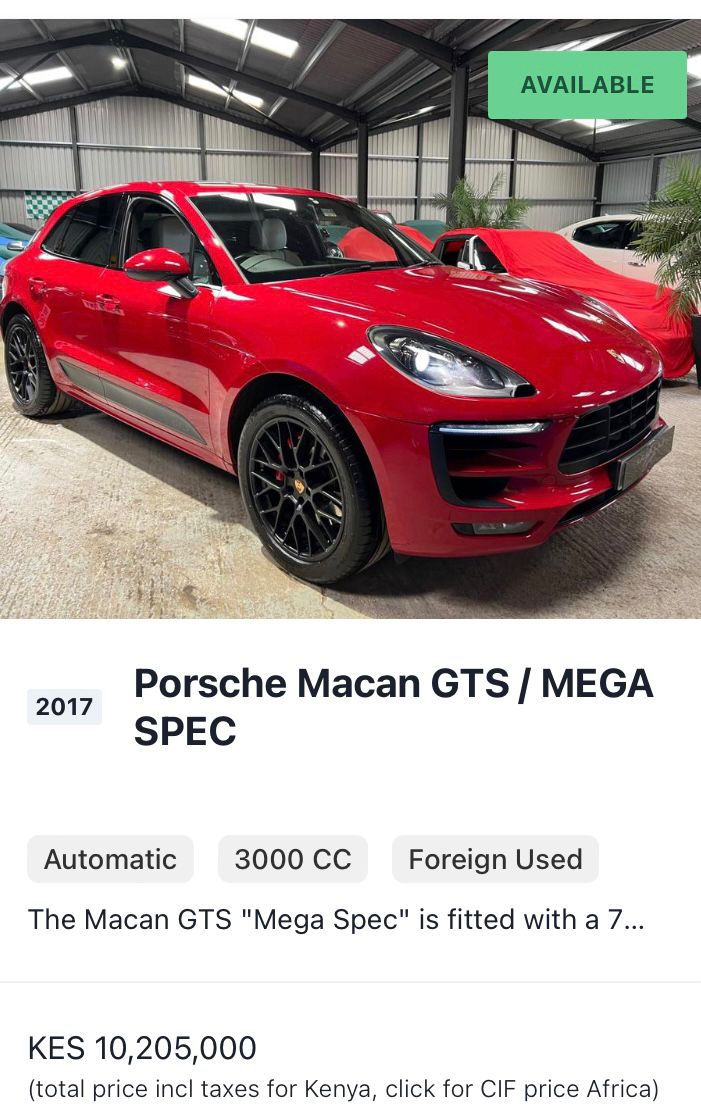 AVAILABLE
2017
Porsche Macan GTS / MEGA
SPEC
Automatic
3000 CC
Foreign Used
The Macan GTS "Mega Spec" is fitted with a 7...
KES 10,205,000
(total price incl taxes for Kenya, click for CIF price Africa)